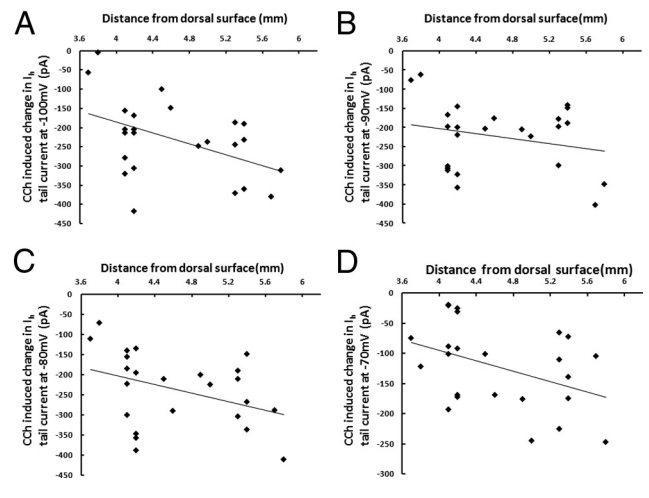 A
Distance from dorsal surface (mm)
3.6 4 4.4 4.8 5.2 5.6 6
0
-50
-100
-150
-200
-250
-300
-350
-400
-450
CCh induced change in Ih
tail current at -100mV (pA)
B
Distance from dorsal surface (mm)
3.6 4 4.4 4.8 5.2 5.6 6
0
-50
-100
-150
-200
-250
-300
-350
-400
-450
CCh induced change in Ih
tail current at -90mV (pA)
C
Distance from dorsal surface(mm)
3.6 4 4.4 4.8 5.2 5.6 6
0
-50
-100
-150
-200
-250
-300
-350
-400
-450
CCh induced change in Ih
tail current at -80mV (pA)
D
Distance from dorsal surface(mm)
3.6 4 4.4 4.8 5.2 5.6 6
0
-50
-100
-150
-200
-250
-300
CCh induced change in Ih
tail current at -70mV (pA)